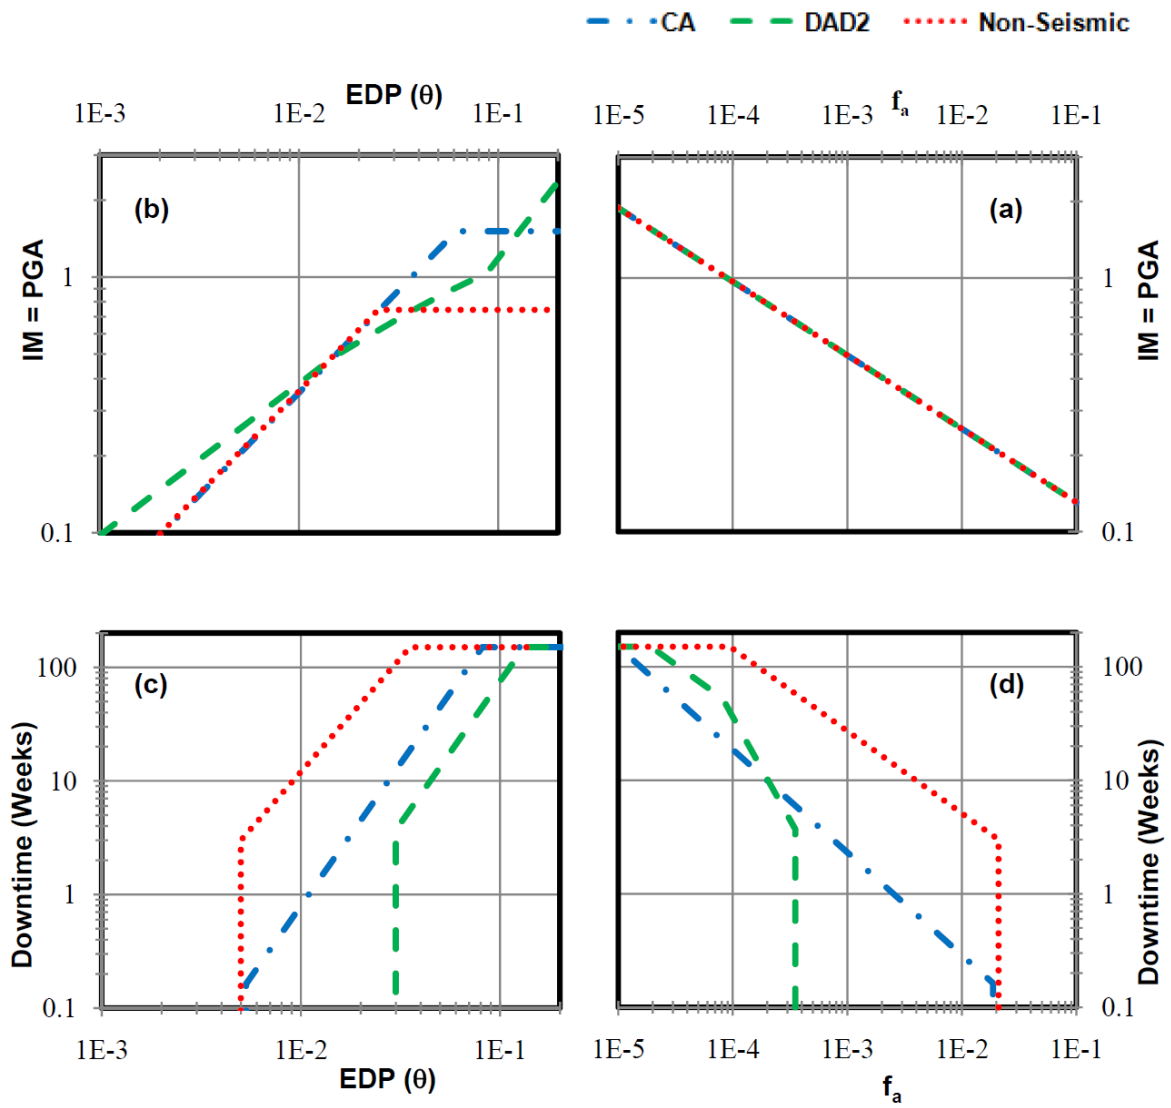 CA DAD2 Non-Seismic
EDP (θ)
1E-3 1E-2 1E-1
fa
1E-5 1E-4 1E-3 1E-2 1E-1
(b)
IM = PGA
1
0.1
(a)
IM = PGA
1
0.1
(c)
Downtime (Weeks)
100
10
1
0.1
1E-3 1E-2 1E-1
EDP (θ)
(d)
Downtime (Weeks)
100
10
1
0.1
1E-5 1E-4 1E-3 1E-2 1E-1
fa